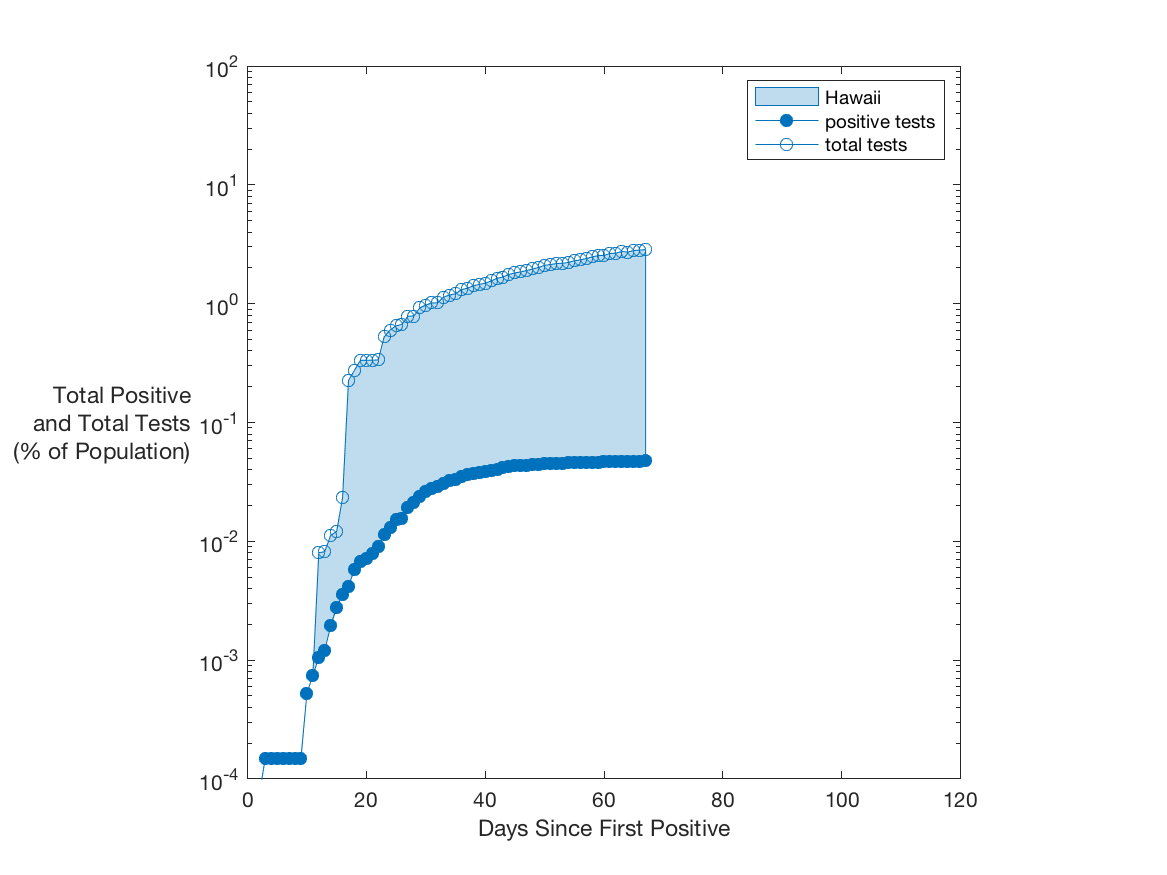 10^2
10^1
10^0
10^-1
10^-2
10^-3
10^-4
Total Positive
and Total Tests
(% of Population)
Hawaii
positive tests
total tests
0 20 40 60 80 100 120
Days Since First Positive